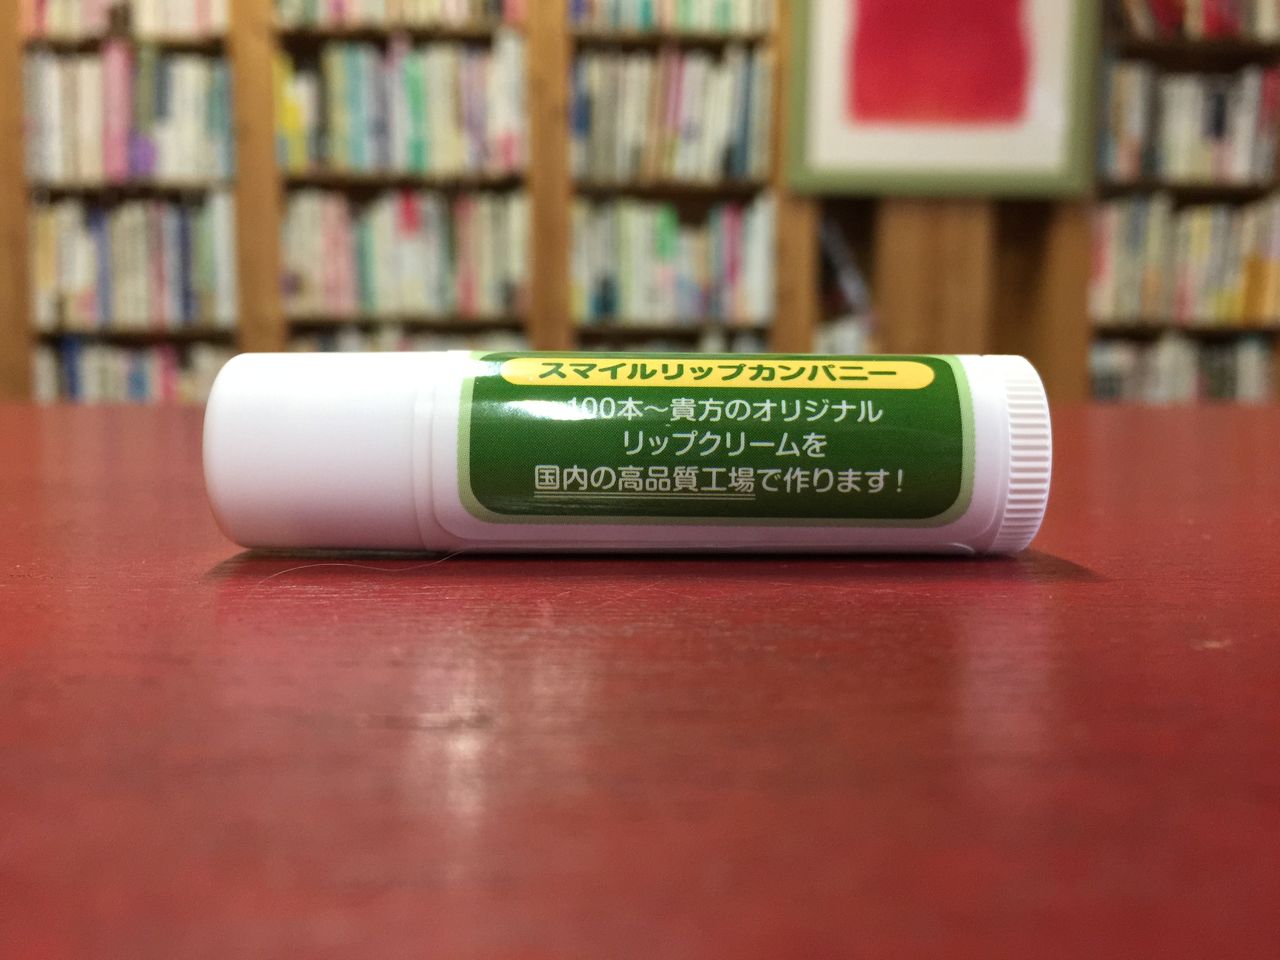 スマイルリップカンパニー
100本～貴方のオリジナル
リップクリームを
国内の高品質工場で作ります！